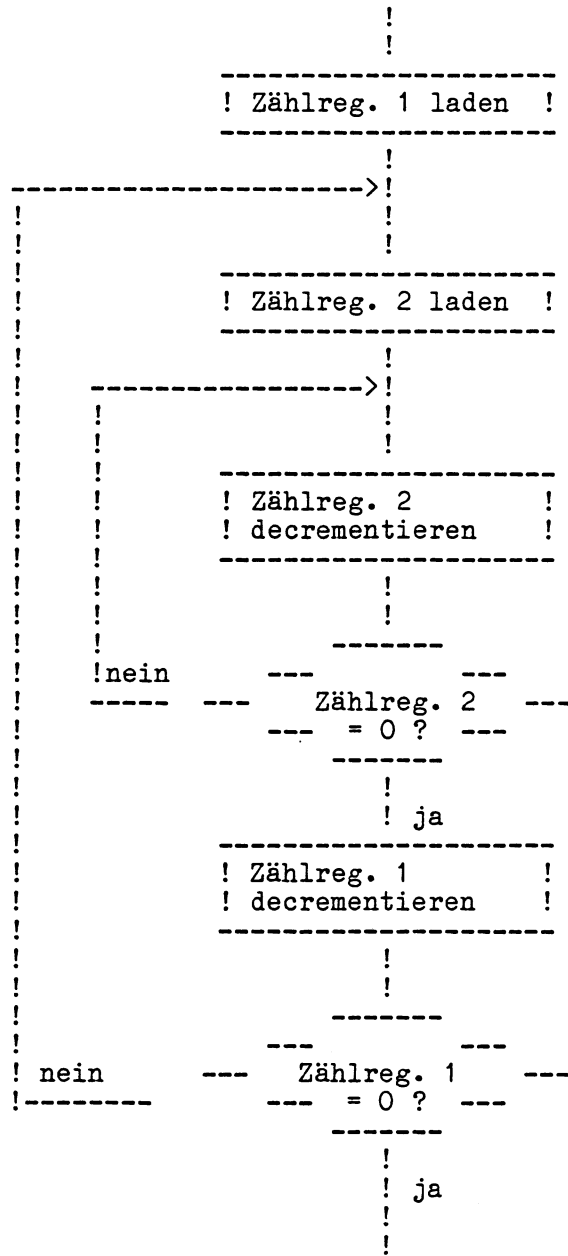 Zählreg. 1 laden
Zählreg. 2 laden
Zählreg. 2
decrementieren
nein
Zählreg. 2
= 0 ?
ja
Zählreg. 1
decrementieren
nein
Zählreg. 1
= 0 ?
ja